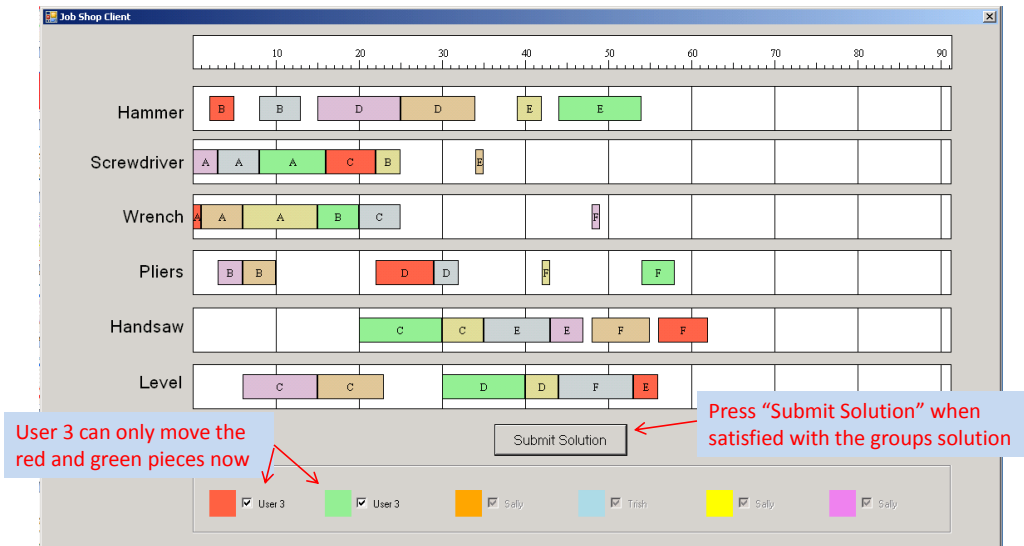 Job Shop Client
10 20 30 40 50 60 70 80 90
Hammer B B D D E E
Screwdriver A A A C B E
Wrench A A A B C F
Pliers B B D D F F
Handsaw C C E E F F
Level C C D D F E
User 3 can only move the
red and green pieces now
Submit Solution
Press “Submit Solution” when
satisfied with the groups solution
User 3 User 3 Sally Trish Sally Sally